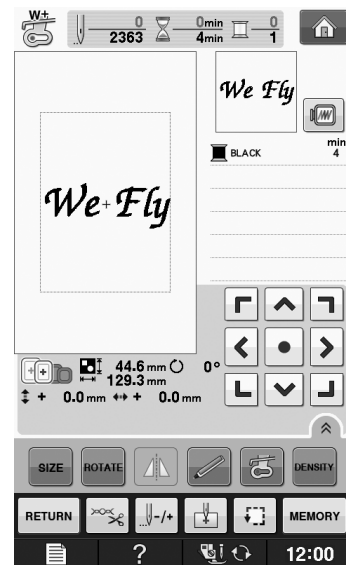 W+
0
2363
0min
4min
0
1
We Fly
We Fly
BLACK
min
4
44.6 mm 0°
129.3 mm
+ 0.0 mm + 0.0 mm
SIZE ROTATE DENSITY
RETURN -/+ MEMORY
? 12:00